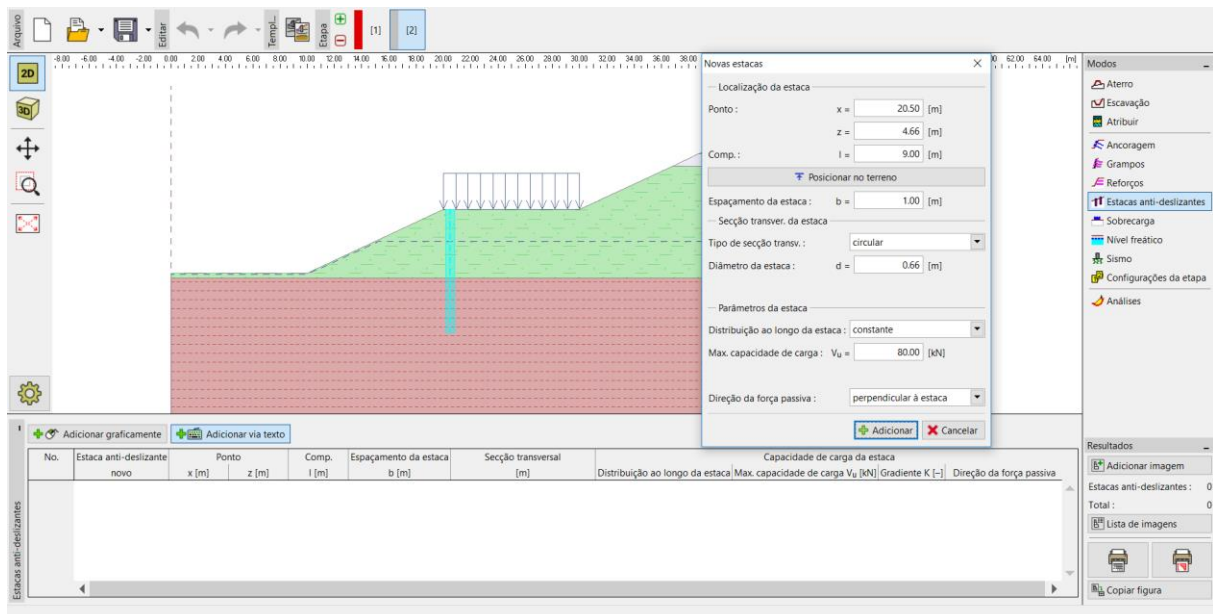 Arquivo
Editar
Templ...
Etapa
[1]
[2]
2D
3D
-8.00 -6.00 -4.00 -2.00 0.00 2.00 4.00 6.00 8.00 10.00 12.00 14.00 16.00 18.00 20.00 22.00 24.00 26.00 28.00 30.00 32.00 34.00 36.00 38.00
62.00 64.00 [m]
Novas estacas
Localização da estaca
Ponto : x = 20.50 [m]
z = 4.66 [m]
Comp. : l = 9.00 [m]
Posicionar no terreno
Espaçamento da estaca : b = 1.00 [m]
Secção transver. da estaca
Tipo de secção transv. : circular
Diâmetro da estaca : d = 0.66 [m]
Parâmetros da estaca
Distribuição ao longo da estaca : constante
Max. capacidade de carga : Vu = 80.00 [kN]
Direção da força passiva : perpendicular à estaca
Adicionar Cancelar
Modos
Aterro
Escavação
Atribuir
Ancoragem
Grampos
Reforços
Estacas anti-deslizantes
Sobrecarga
Nível freático
Sismo
Configurações da etapa
Análises
Adicionar graficamente Adicionar via texto
No. Estaca anti-deslizante Ponto Comp. Espaçamento da estaca Secção transversal Capacidade de carga da estaca
novo x [m] z [m] l [m] b [m] [m] Distribuição ao longo da estaca Max. capacidade de carga Vu [kN] Gradiente K [–] Direção da força passiva
Estacas anti-deslizantes
Resultados
Adicionar imagem
Estacas anti-deslizantes : 0
Total : 0
Lista de imagens
Copiar figura